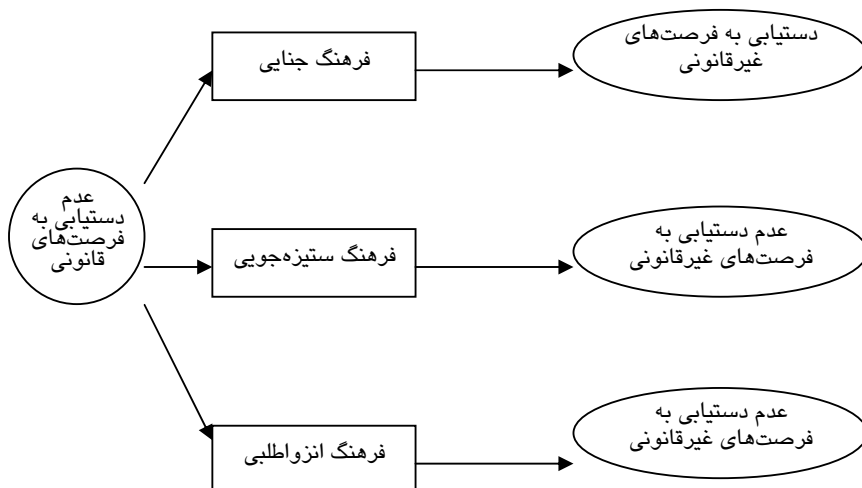 دستیابی به فرصت‌های
غیرقانونی
فرهنگ جنایی
عدم
دستیابی به
فرصت‌های
قانونی
فرهنگ ستیزه‌جویی
عدم دستیابی به
فرصت‌های غیرقانونی
فرهنگ انزواطلبی
عدم دستیابی به
فرصت‌های غیرقانونی